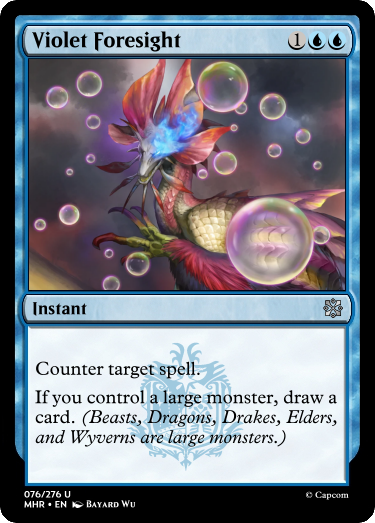 Violet Foresight 1
Instant
Counter target spell.
If you control a large monster, draw a
card. (Beasts, Dragons, Drakes, Elders,
and Wyverns are large monsters.)
076/276 U
MHR • EN Bayard Wu
© Capcom